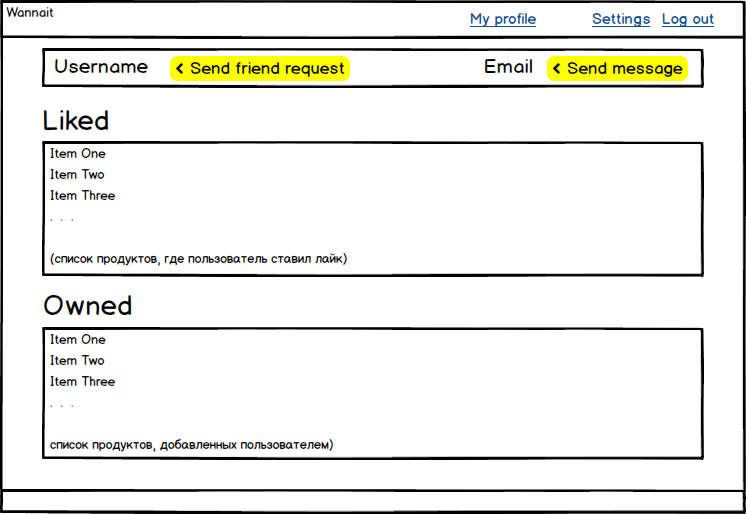 Wannait
My profile Settings Log out
Username < Send friend request Email < Send message
Liked
Item One
Item Two
Item Three
. . .
(список продуктов, где пользователь ставил лайк)
Owned
Item One
Item Two
Item Three
. . .
список продуктов, добавленных пользователем)